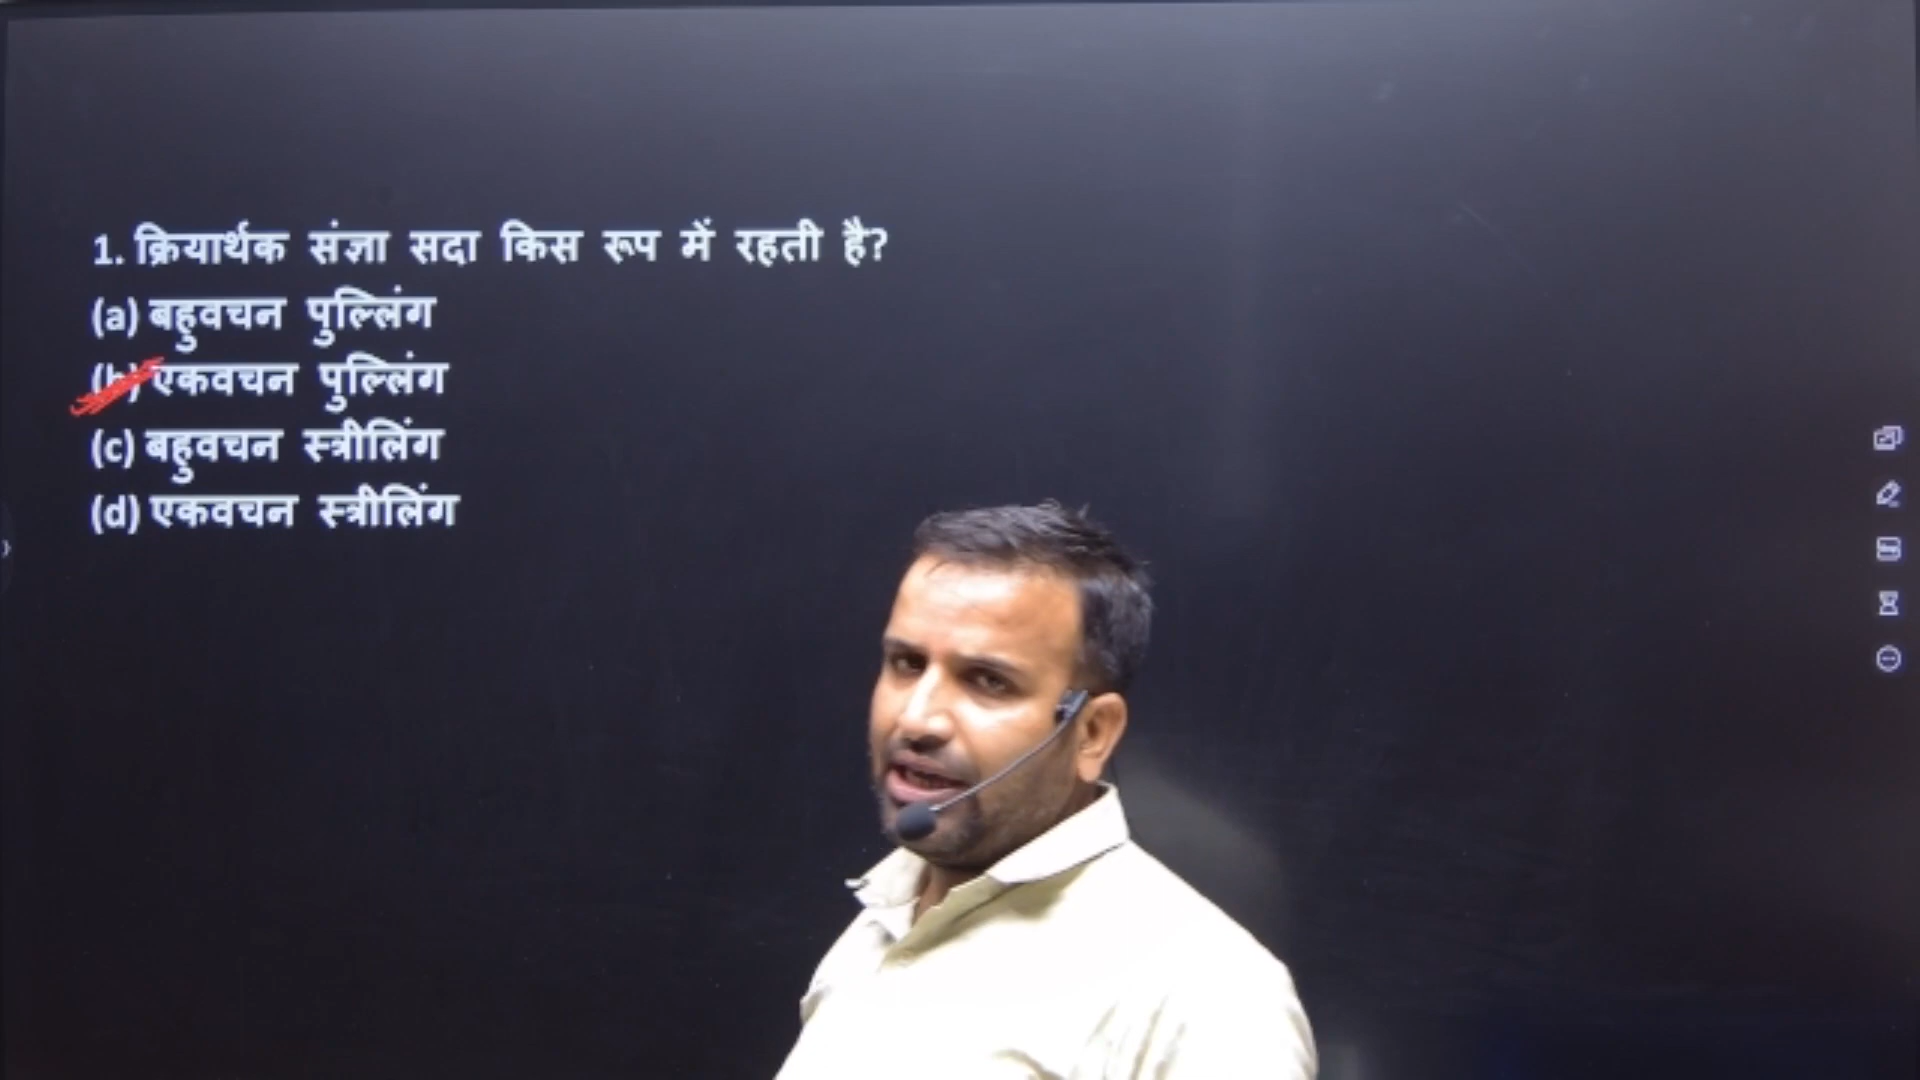 1. क्रियार्थक संज्ञा सदा किस रूप में रहती है?
(a) बहुवचन पुल्लिंग
(b) एकवचन पुल्लिंग
(c) बहुवचन स्त्रीलिंग
(d) एकवचन स्त्रीलिंग